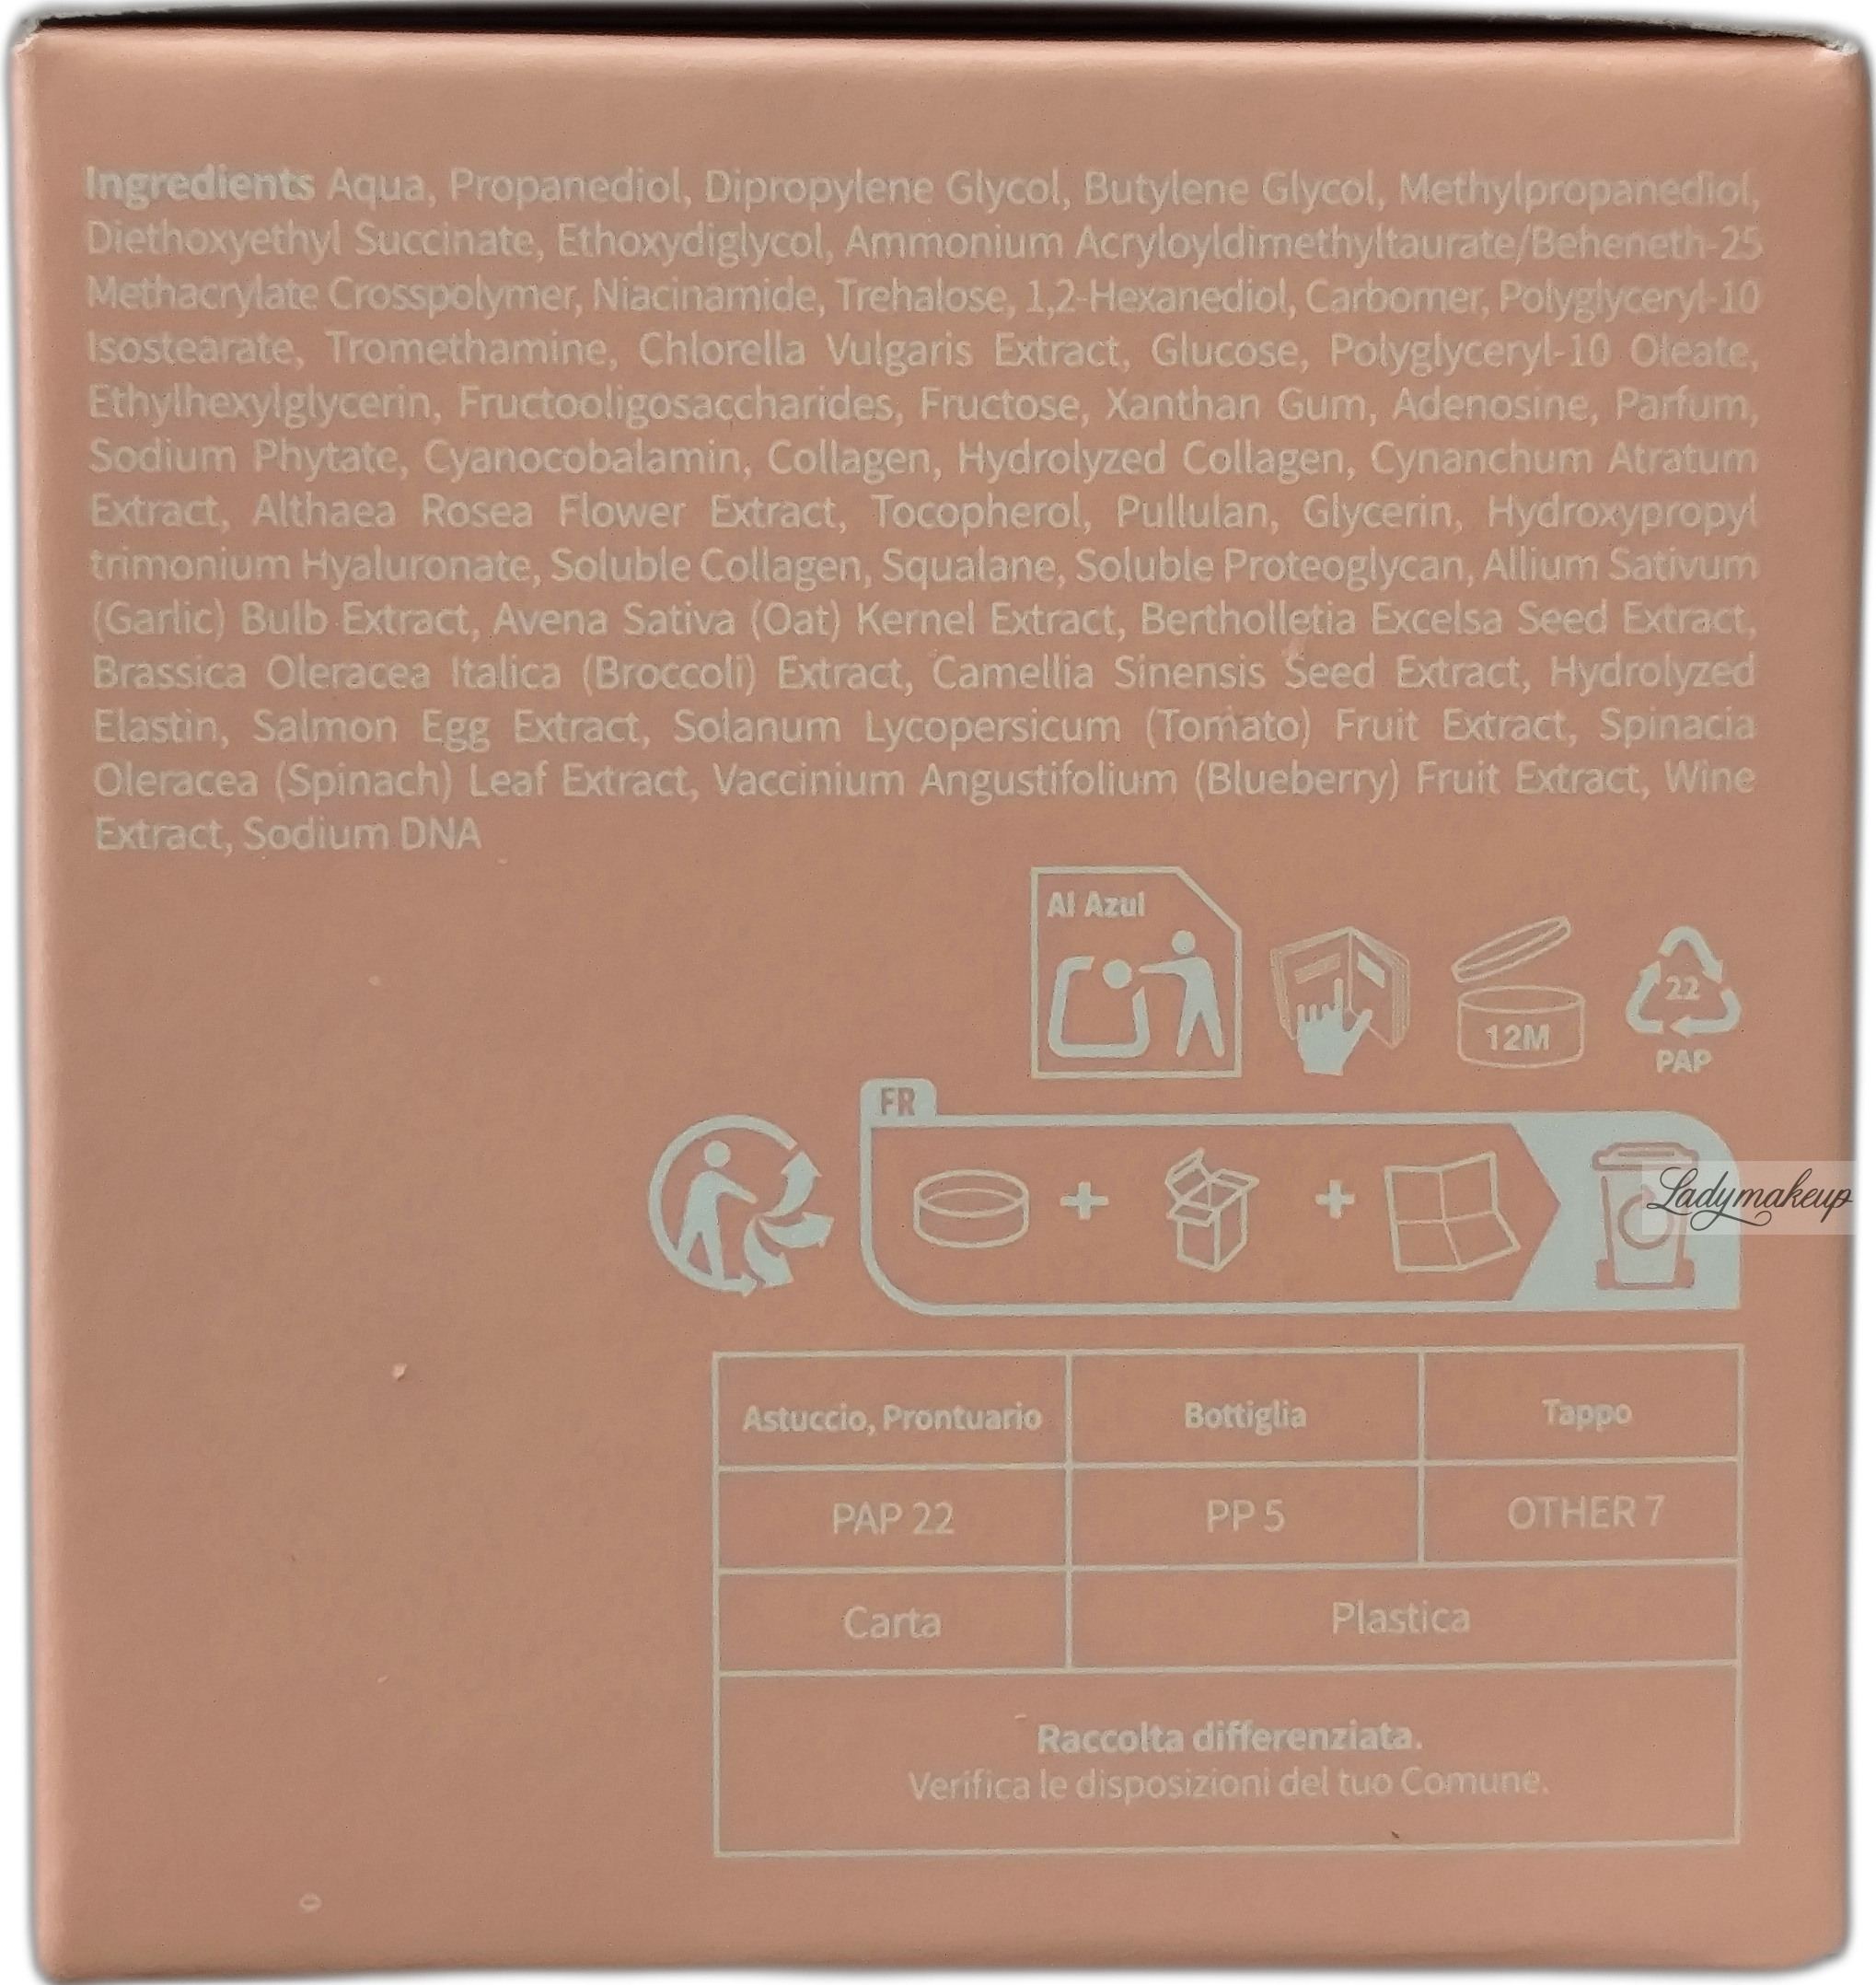 Ingredients Aqua, Propanediol, Dipropylene Glycol, Butylene Glycol, Methylpropanediol,
Diethoxyethyl Succinate, Ethoxydiglycol, Ammonium Acryloyldimethyltaurate/Beheneth-25
Methacrylate Crosspolymer, Niacinamide, Trehalose, 1,2-Hexanediol, Carbomer, Polyglyceryl-10
Isostearate, Tromethamine, Chlorella Vulgaris Extract, Glucose, Polyglyceryl-10 Oleate,
Ethylhexylglycerin, Fructooligosaccharides, Fructose, Xanthan Gum, Adenosine, Parfum,
Sodium Phytate, Cyanocobalamin, Collagen, Hydrolyzed Collagen, Cynanchum Atratum
Extract, Althaea Rosea Flower Extract, Tocopherol, Pullulan, Glycerin, Hydroxypropyl
trimonium Hyaluronate, Soluble Collagen, Squalane, Soluble Proteoglycan, Allium Sativum
(Garlic) Bulb Extract, Avena Sativa (Oat) Kernel Extract, Bertholletia Excelsa Seed Extract,
Brassica Oleracea Italica (Broccoli) Extract, Camellia Sinensis Seed Extract, Hydrolyzed
Elastin, Salmon Egg Extract, Solanum Lycopersicum (Tomato) Fruit Extract, Spinacia
Oleracea (Spinach) Leaf Extract, Vaccinium Angustifolium (Blueberry) Fruit Extract, Wine
Extract, Sodium DNA
Al Azul
12M
22
PAP
FR
Ladymakeup
Astuccio, Prontuario Bottiglia Tappo
PAP 22 PP 5 OTHER 7
Carta Plastica
Raccolta differenziata.
Verifica le disposizioni del tuo Comune.